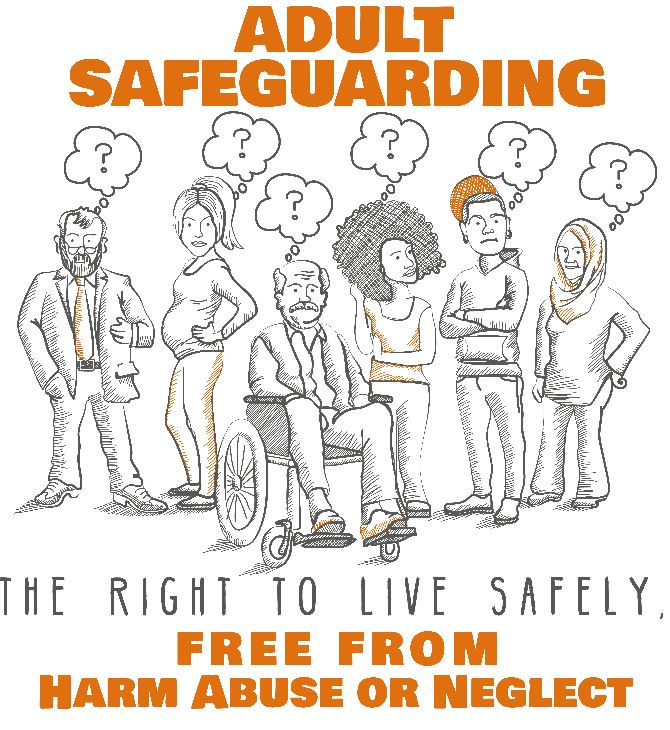 ADULT
SAFEGUARDING
? ? ? ? ? ?
THE RIGHT TO LIVE SAFELY,
FREE FROM
HARM ABUSE OR NEGLECT